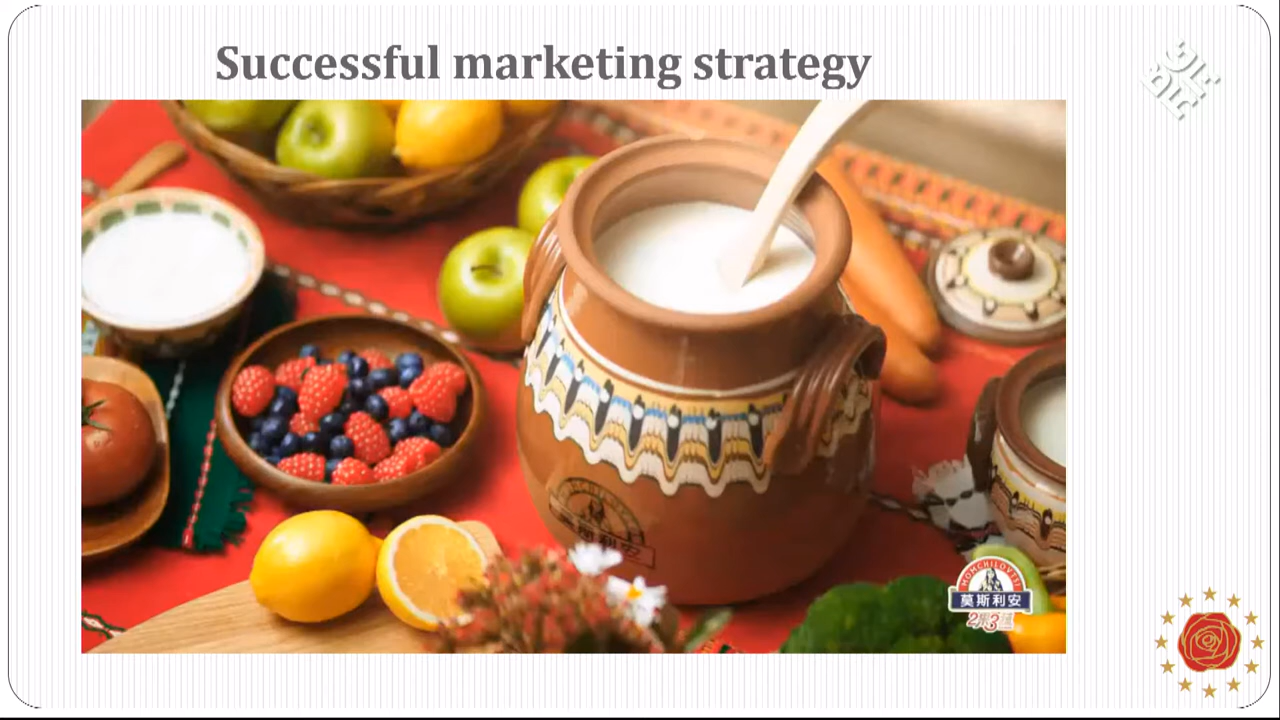 Successful marketing strategy
MOMCHILOVTSI
莫斯利安